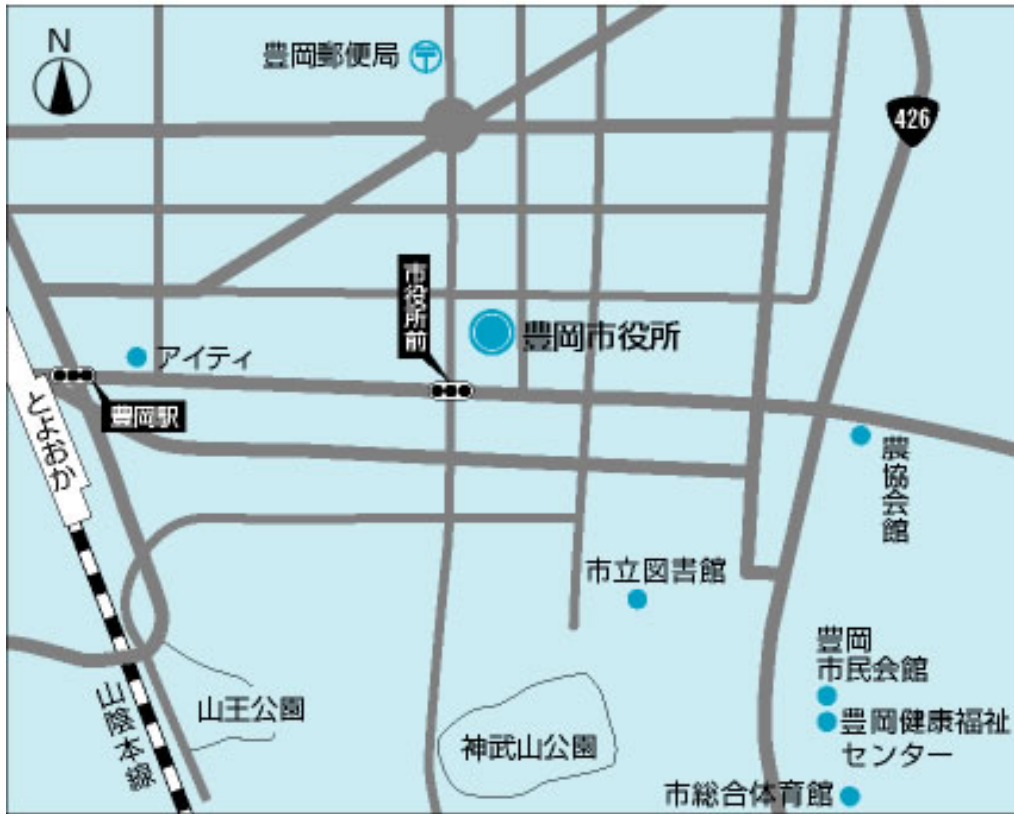 N
豊岡郵便局
426
市役所前
豊岡市役所
アイティ
豊岡駅
とよおか
農協会館
市立図書館
豊岡
市民会館
山王公園
山陰本線
豊岡健康福祉
センター
神武山公園
市総合体育館